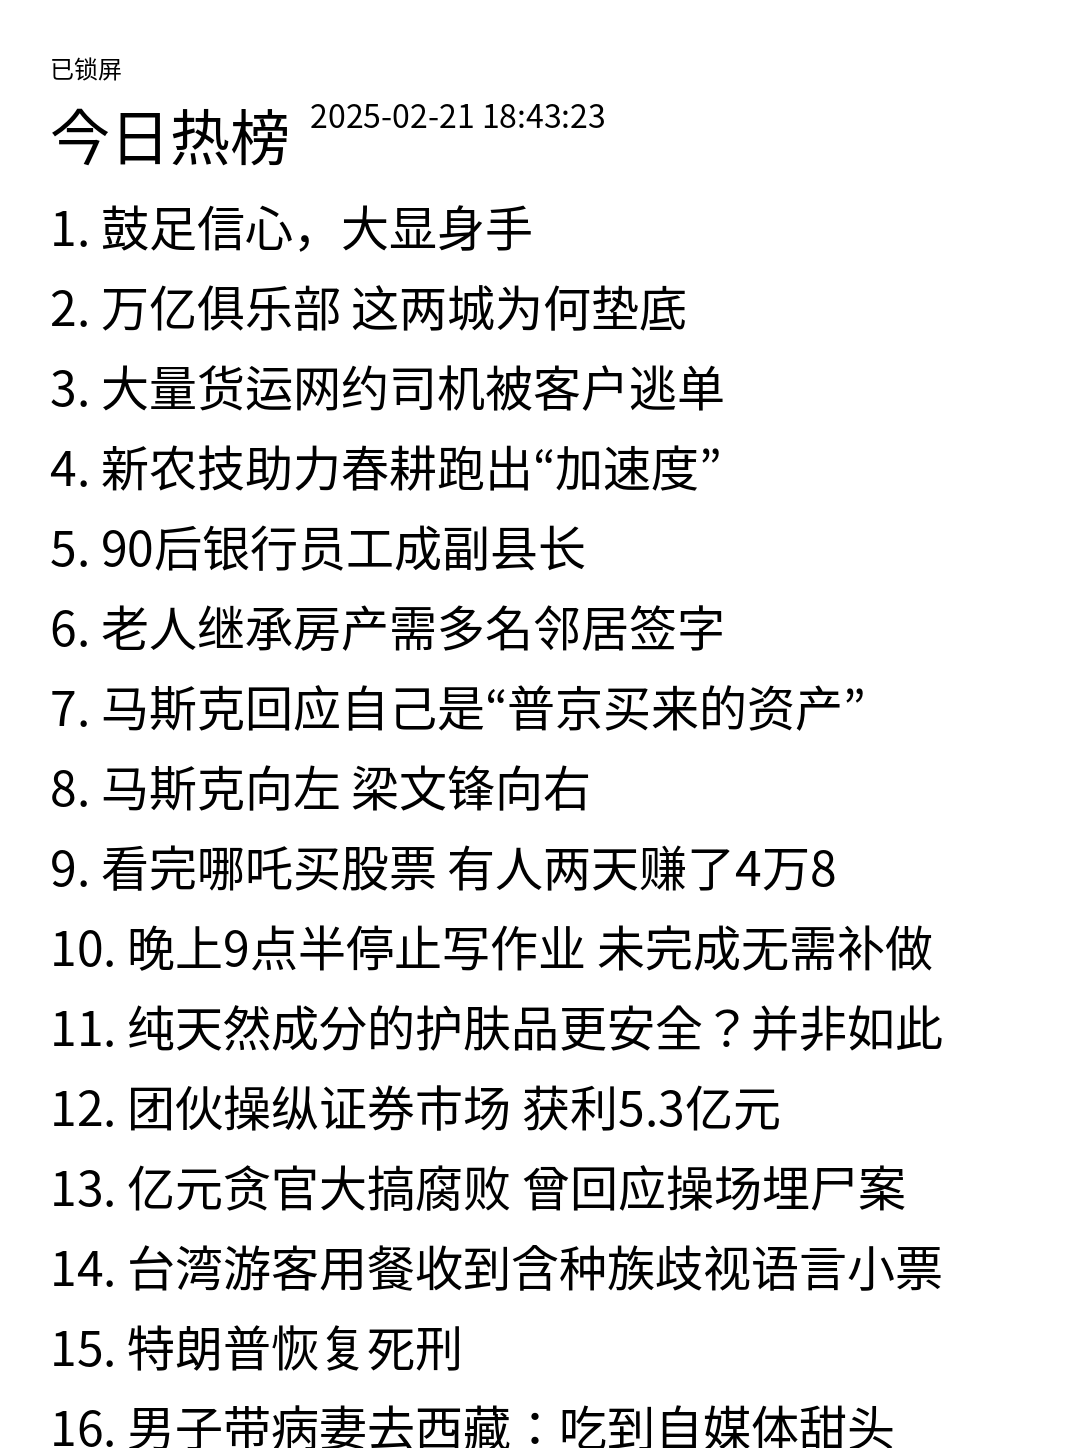 已锁屏
今日热榜 2025-02-21 18:43:23
1. 鼓足信心，大显身手
2. 万亿俱乐部 这两城为何垫底
3. 大量货运网约司机被客户逃单
4. 新农技助力春耕跑出“加速度”
5. 90后银行员工成副县长
6. 老人继承房产需多名邻居签字
7. 马斯克回应自己是“普京买来的资产”
8. 马斯克向左 梁文锋向右
9. 看完哪吒买股票 有人两天赚了4万8
10. 晚上9点半停止写作业 未完成无需补做
11. 纯天然成分的护肤品更安全？并非如此
12. 团伙操纵证券市场 获利5.3亿元
13. 亿元贪官大搞腐败 曾回应操场埋尸案
14. 台湾游客用餐收到含种族歧视语言小票
15. 特朗普恢复死刑
16. 男子带病妻去西藏：吃到自媒体甜头